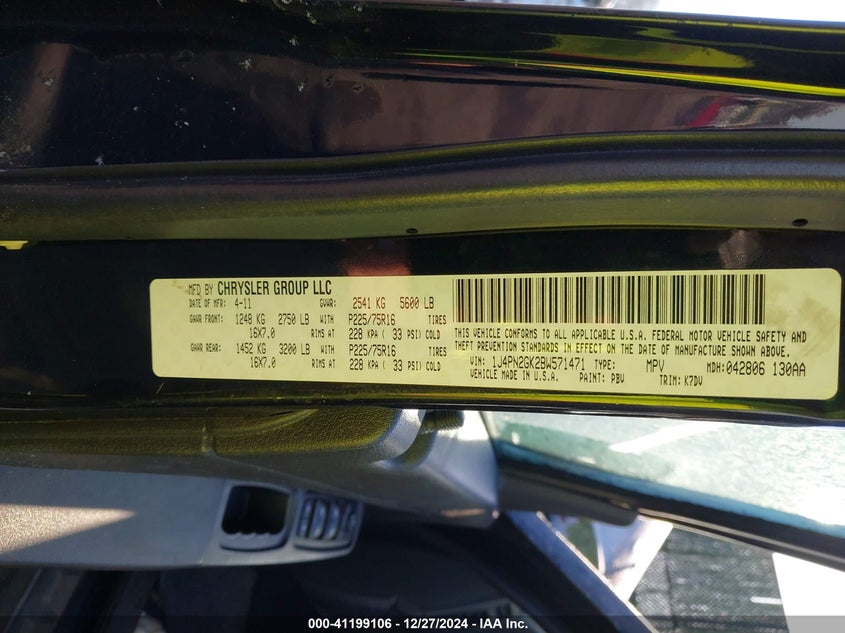 MFD BY CHRYSLER GROUP LLC
DATE OF MFR: 4-11 GVWR: 2541 KG 5600 LB
GAWR FRONT: 1248 KG 2750 LB WITH P225/75R16 TIRES
16X7.0 RIMS AT 228 KPA ( 33 PSI) COLD
GAWR REAR: 1452 KG 3200 LB WITH P225/75R16 TIRES
16X7.0 RIMS AT 228 KPA ( 33 PSI) COLD
THIS VEHICLE CONFORMS TO ALL APPLICABLE U.S.A. FEDERAL MOTOR VEHICLE SAFETY AND
THEFT PREVENTION STANDARDS IN EFFECT ON THE DATE OF MANUFACTURE SHOWN ABOVE.
VIN: 1J4PN2GK2BW571471 TYPE: MPV MDH: 042806 130AA
VEHICLE MADE IN U.S.A. PAINT: PBV TRIM: K7DV
000-41199106 - 12/27/2024 - IAA Inc.